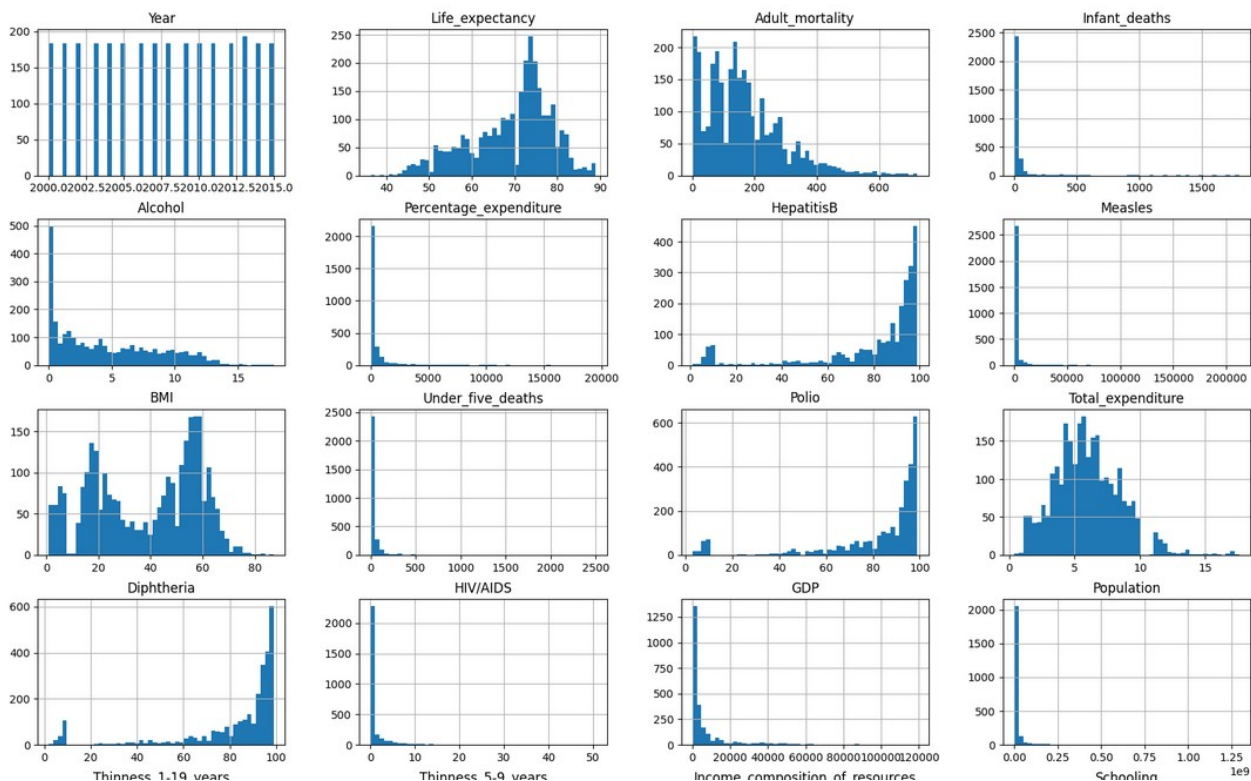 Year Life_expectancy Adult_mortality Infant_deaths
200 250 200 2500
150 200 150 2000
100 150 100 1500
50 100 50 1000
0 50 0 500
0 0
2000.02002.52005.02007.52010.02012.52015.0 40 50 60 70 80 90 0 200 400 600 0 500 1000 1500
Alcohol Percentage_expenditure HepatitisB Measles
500 2000 400 2500
400 1500 300 2000
300 1000 200 1500
200 500 100 1000
100 0 0 500
0 0
0 5 10 15 0 5000 10000 15000 20000 0 20 40 60 80 100 0 50000 100000 150000 200000
BMI Under_five_deaths Polio Total_expenditure
150 2500 600 150
100 2000 400 100
50 1500 200 50
0 1000 0 0
500
0
0 20 40 60 80 0 500 1000 1500 2000 2500 0 20 40 60 80 100 0 5 10 15
Diphtheria HIV/AIDS GDP Population
600 2000 1250 2000
400 1500 1000 1500
200 1000 750 1000
0 500 500 500
0 250 0
0
0 20 40 60 80 100 0 10 20 30 40 50 0 20000 40000 60000 80000 100000 120000 0.00 0.25 0.50 0.75 1.00 1.25
1e9
Thinness_1-19_years Thinness_5-9_years Income_composition_of_resources Schooling